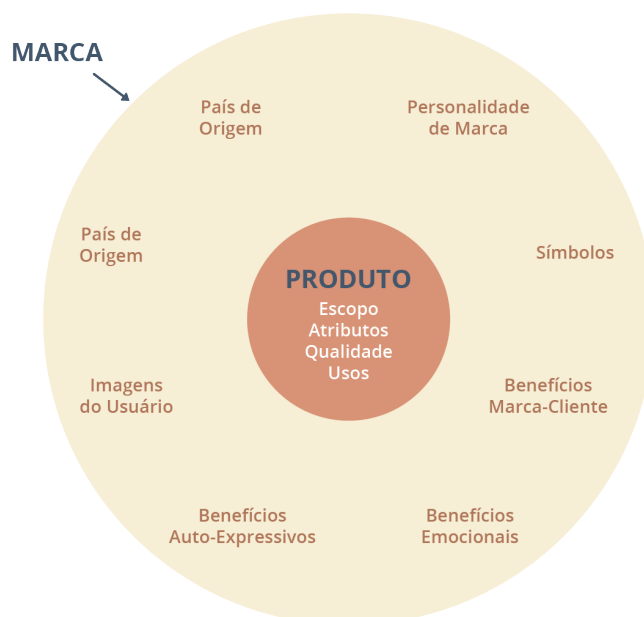 MARCA
País de
Origem
Personalidade
de Marca
País de
Origem
Símbolos
PRODUTO
Escopo
Atributos
Qualidade
Usos
Imagens
do Usuário
Benefícios
Marca-Cliente
Benefícios
Auto-Expressivos
Benefícios
Emocionais